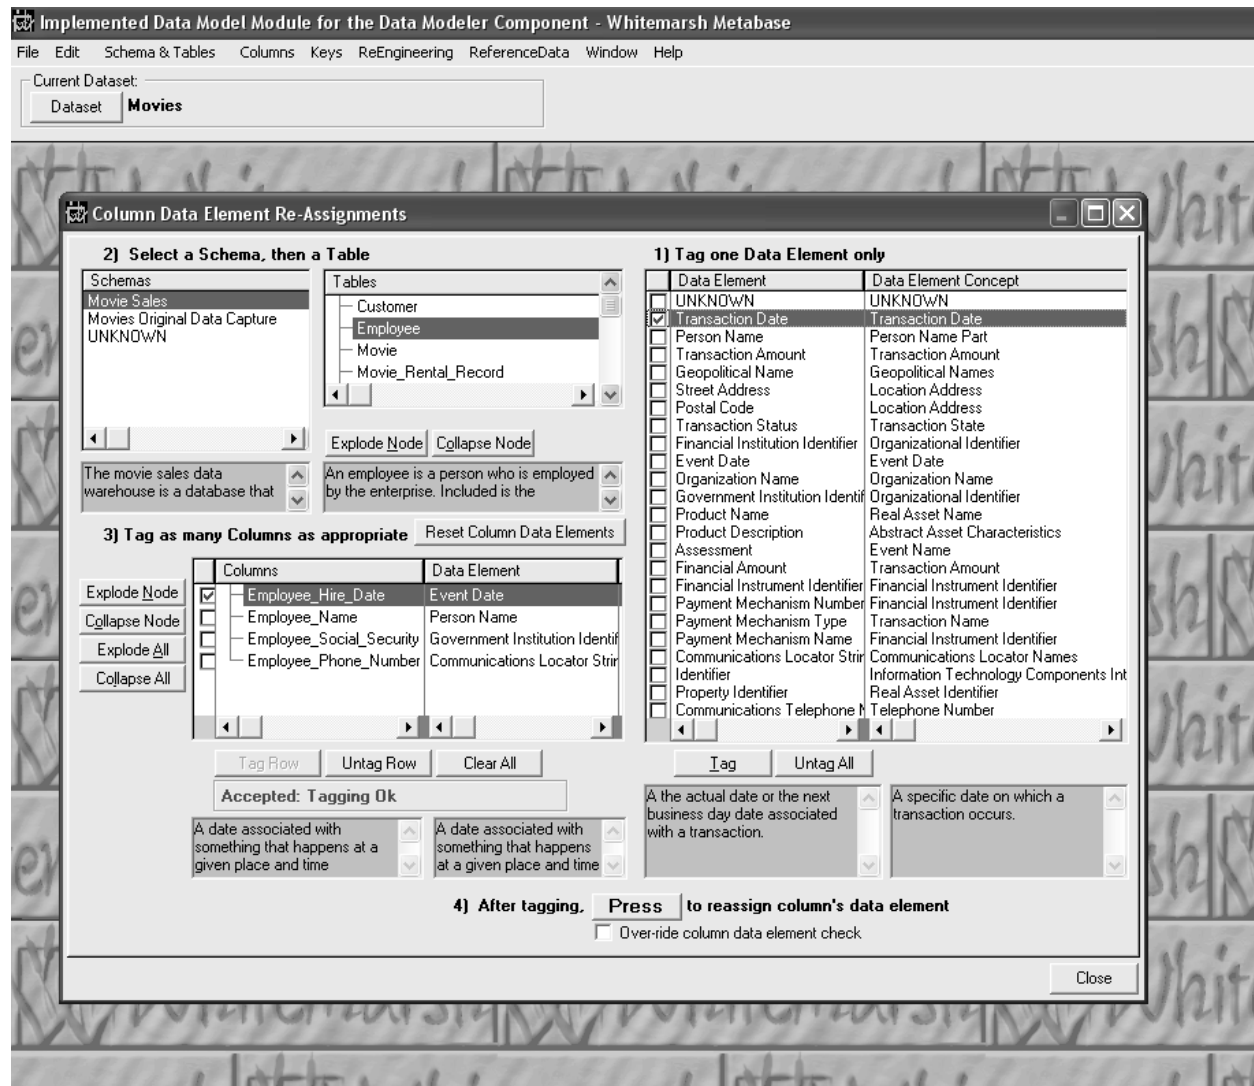 Implemented Data Model Module for the Data Modeler Component - Whitemarsh Metabase
File Edit Schema & Tables Columns Keys ReEngineering ReferenceData Window Help
Current Dataset:
Dataset Movies
Column Data Element Re-Assignments
2) Select a Schema, then a Table
Schemas
Movie Sales
Movies Original Data Capture
UNKNOWN
Tables
Customer
Employee
Movie
Movie_Rental_Record
Explode Node Collapse Node
The movie sales data
warehouse is a database that
An employee is a person who is employed
by the enterprise. Included is the
3) Tag as many Columns as appropriate Reset Column Data Elements
Explode Node
Collapse Node
Explode All
Collapse All
Columns Data Element
Employee_Hire_Date Event Date
Employee_Name Person Name
Employee_Social_Security Government Institution Identif
Employee_Phone_Number Communications Locator Strir
Tag Row Untag Row Clear All
Accepted: Tagging Ok
A date associated with
something that happens at a
given place and time
A date associated with
something that happens
at a given place and time
1) Tag one Data Element only
Data Element Data Element Concept
UNKNOWN UNKNOWN
Transaction Date Transaction Date
Person Name Person Name Part
Transaction Amount Transaction Amount
Geopolitical Name Geopolitical Names
Street Address Location Address
Postal Code Location Address
Transaction Status Transaction State
Financial Institution Identifier Organizational Identifier
Event Date Event Date
Organization Name Organization Name
Government Institution Identif Organizational Identifier
Product Name Real Asset Name
Product Description Abstract Asset Characteristics
Assessment Event Name
Financial Amount Transaction Amount
Financial Instrument Identifier Financial Instrument Identifier
Payment Mechanism Number Financial Instrument Identifier
Payment Mechanism Type Transaction Name
Payment Mechanism Name Financial Instrument Identifier
Communications Locator Strir Communications Locator Names
Identifier Information Technology Components Int
Property Identifier Real Asset Identifier
Communications Telephone N Telephone Number
Tag Untag All
A the actual date or the next
business day date associated
with a transaction.
A specific date on which a
transaction occurs.
4) After tagging, Press to reassign column's data element
Over-ride column data element check
Close